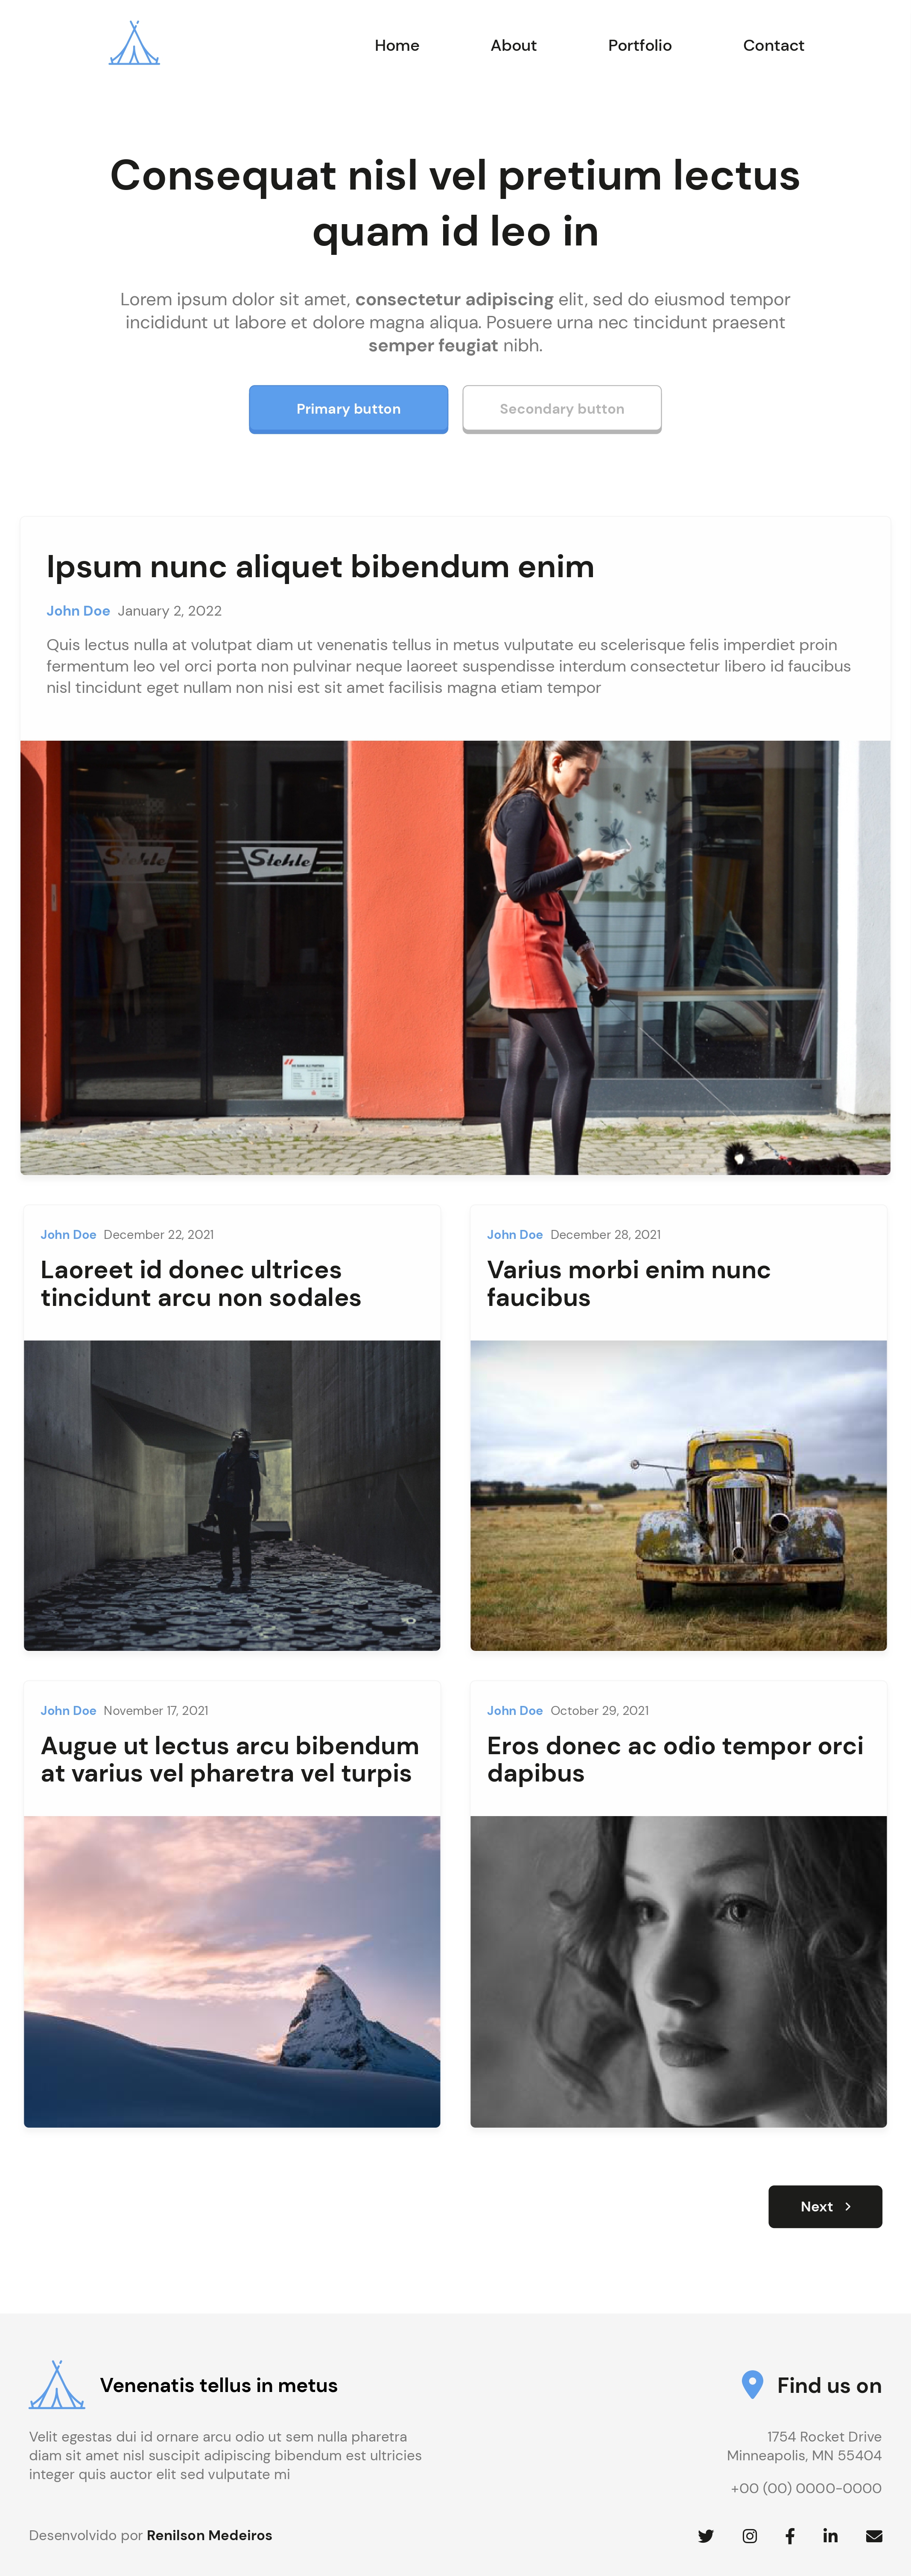 Home About Portfolio Contact
Consequat nisl vel pretium lectus
quam id leo in
Lorem ipsum dolor sit amet, consectetur adipiscing elit, sed do eiusmod tempor
incididunt ut labore et dolore magna aliqua. Posuere urna nec tincidunt praesent
semper feugiat nibh.
Primary button Secondary button
Ipsum nunc aliquet bibendum enim
John Doe January 2, 2022
Quis lectus nulla at volutpat diam ut venenatis tellus in metus vulputate eu scelerisque felis imperdiet proin
fermentum leo vel orci porta non pulvinar neque laoreet suspendisse interdum consectetur libero id faucibus
nisl tincidunt eget nullam non nisi est sit amet facilisis magna etiam tempor
Stehle Stehle
John Doe December 22, 2021
Laoreet id donec ultrices
tincidunt arcu non sodales
John Doe December 28, 2021
Varius morbi enim nunc
faucibus
John Doe November 17, 2021
Augue ut lectus arcu bibendum
at varius vel pharetra vel turpis
John Doe October 29, 2021
Eros donec ac odio tempor orci
dapibus
Next
Venenatis tellus in metus
Velit egestas dui id ornare arcu odio ut sem nulla pharetra
diam sit amet nisl suscipit adipiscing bibendum est ultricies
integer quis auctor elit sed vulputate mi
Desenvolvido por Renilson Medeiros
Find us on
1754 Rocket Drive
Minneapolis, MN 55404
+00 (00) 0000-0000